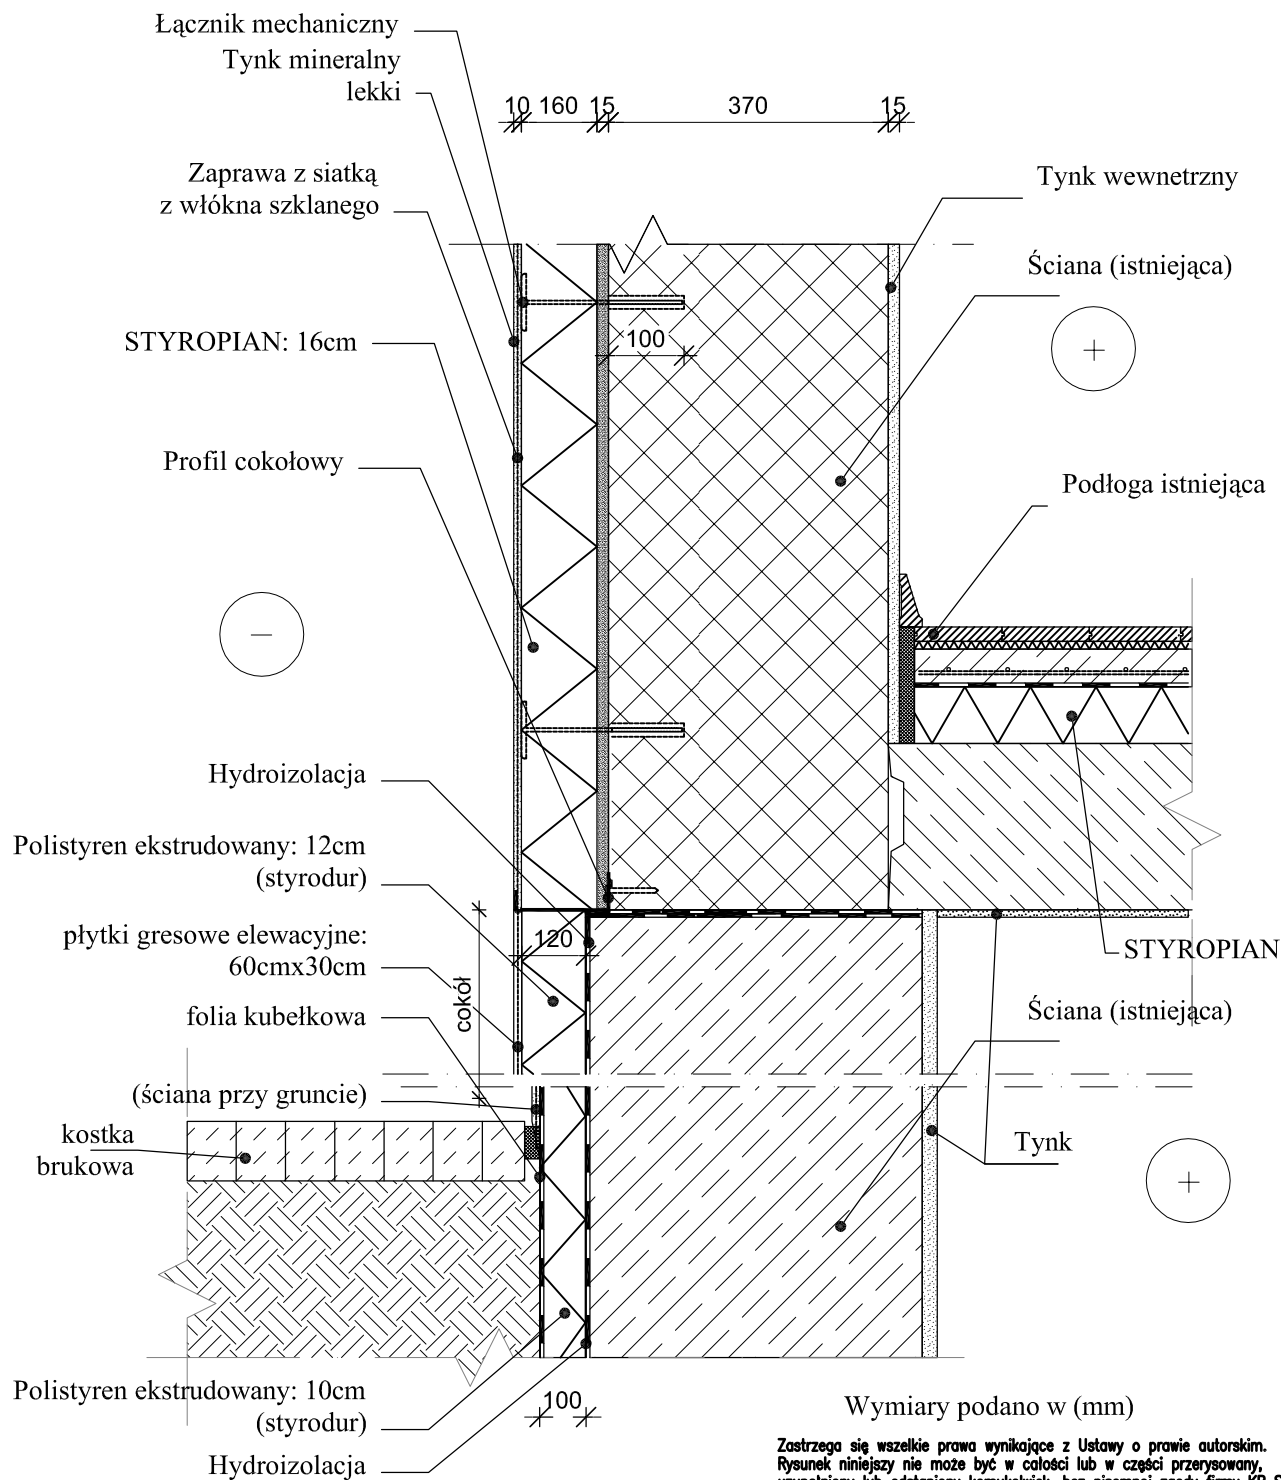 Łącznik mechaniczny
Tynk mineralny
lekki
10 160 15 370 15
Zaprawa z siatką
z włókna szklanego
Tynk wewnetrzny
Ściana (istniejąca)
STYROPIAN: 16cm
100
+
Profil cokołowy
Podłoga istniejąca
−
Hydroizolacja
Polistyren ekstrudowany: 12cm
(styrodur)
płytki gresowe elewacyjne:
60cmx30cm
120
cokół
STYROPIAN
folia kubełkowa
Ściana (istniejąca)
(ściana przy gruncie)
kostka
brukowa
Tynk
+
Polistyren ekstrudowany: 10cm
(styrodur)
100
Hydroizolacja
Wymiary podano w (mm)
Zastrzega się wszelkie prawa wynikające z Ustawy o prawie autorskim.
Rysunek niniejszy nie może być w całości lub w części przerysowany,